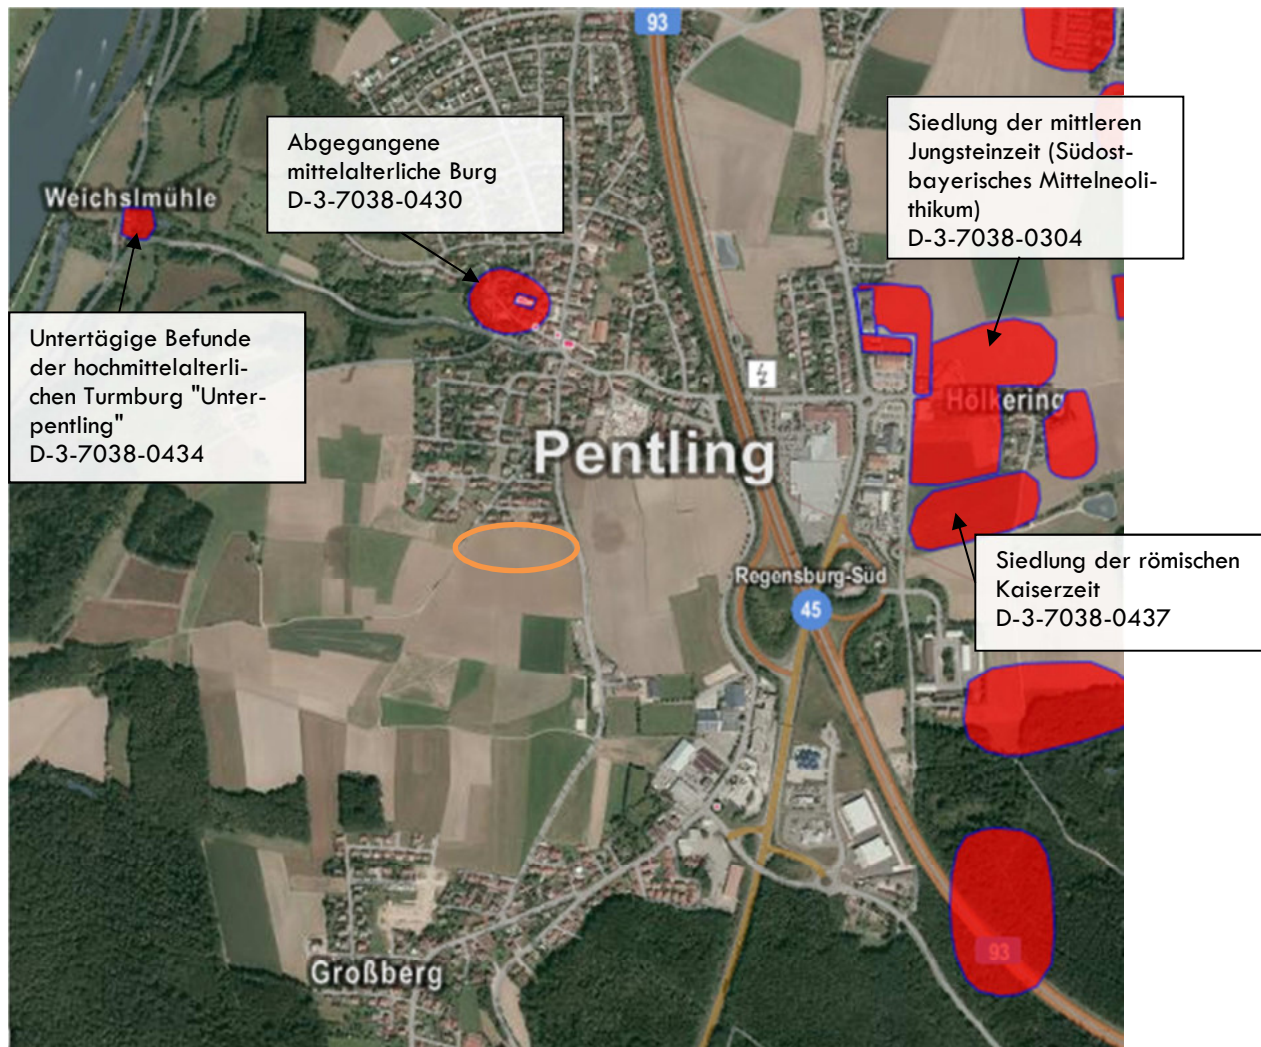 93
Abgegangene
mittelalterliche Burg
D-3-7038-0430
Siedlung der mittleren
Jungsteinzeit (Südost-
bayerisches Mittelneoli-
thikum)
D-3-7038-0304
Weichslmühle
Untertägige Befunde
der hochmittelalterli-
chen Turmburg "Unter-
pentling"
D-3-7038-0434
Hölkering
Pentling
Siedlung der römischen
Kaiserzeit
D-3-7038-0437
Regensburg-Süd
45
93
Großberg